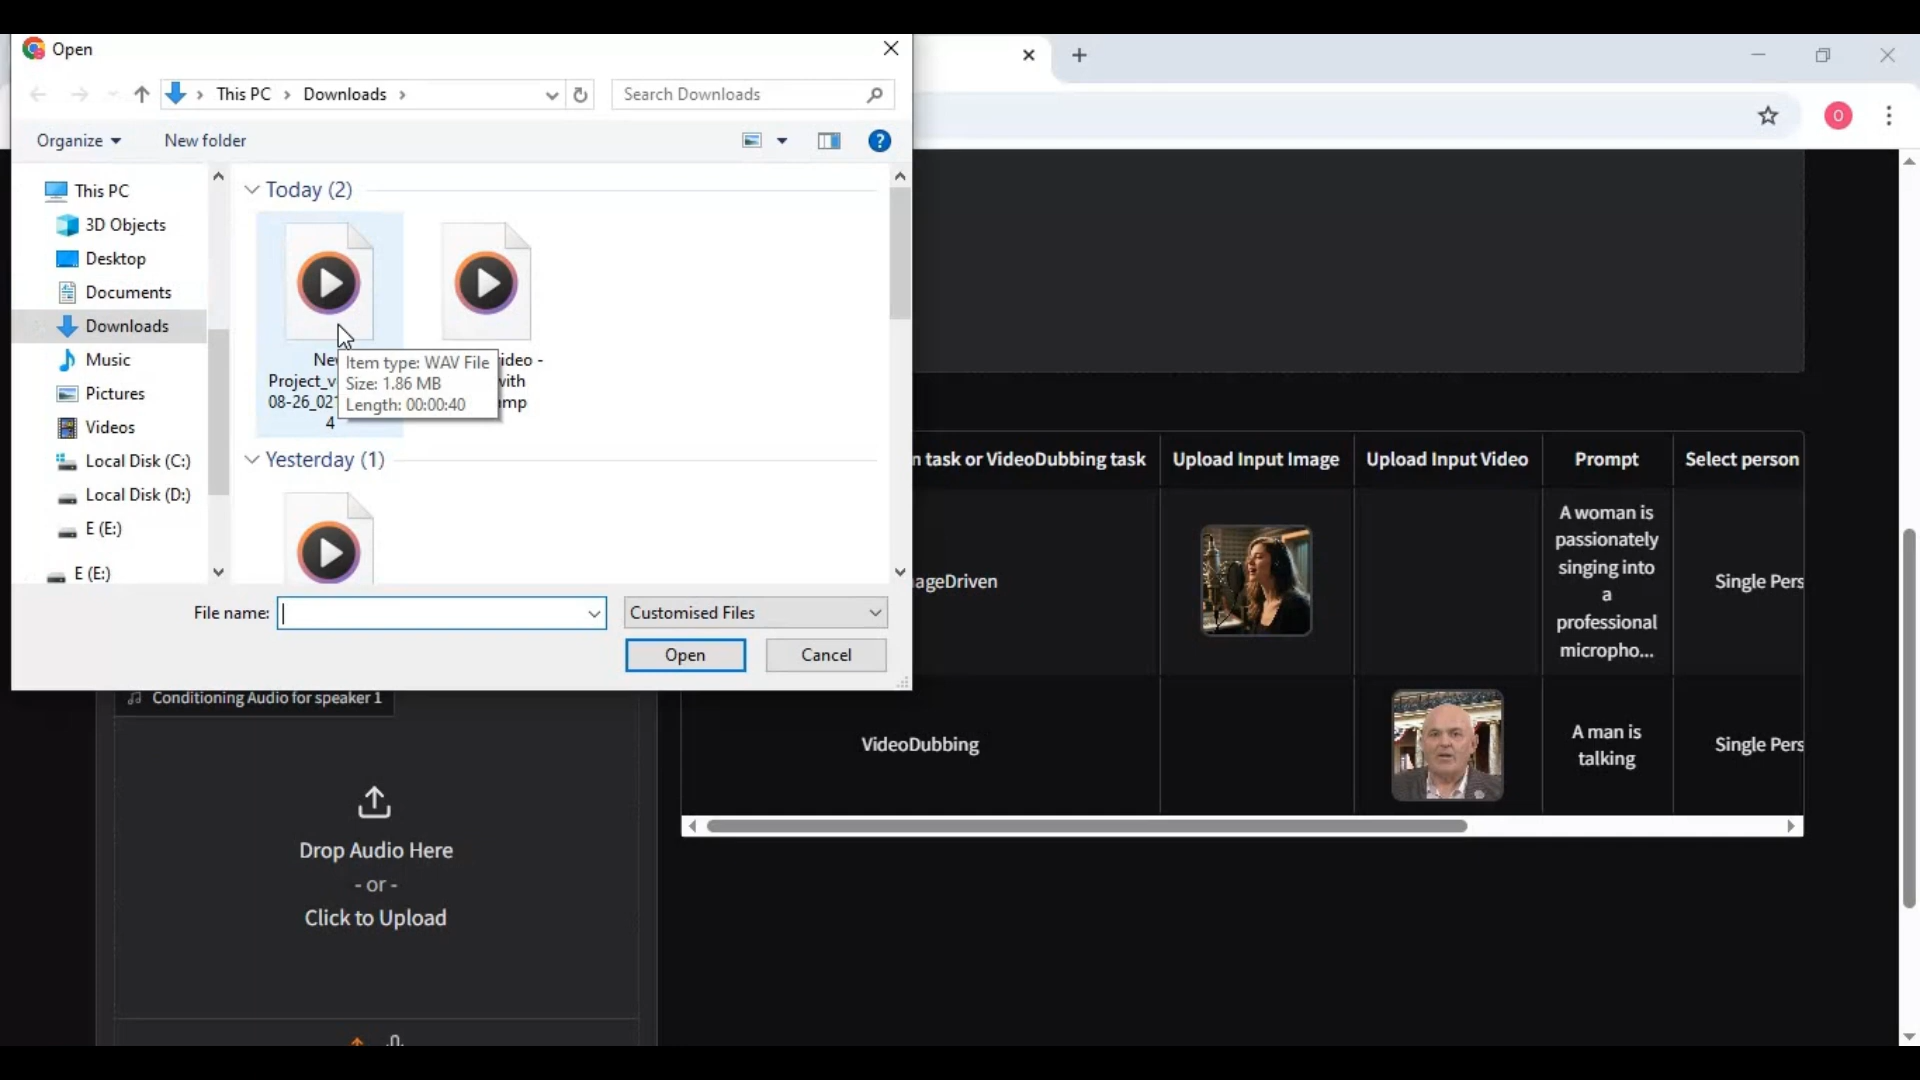 Open
This PC
Downloads
Search Downloads
Organize
New folder
?
O
This PC
3D Objects
Desktop
Documents
Downloads
Music
Pictures
Videos
Local Disk (C:)
Local Disk (D:)
E (E:)
E (E:)
Today (2)
08-26_02
4
Item type: WAV File
Size: 1.86 MB
Length: 00:00:40
Yesterday (1)
File name:
Customised Files
Open
Cancel
task or VideoDubbing task
Upload Input Image
Upload Input Video
Prompt
Select person
ageDriven
A woman is
passionately
singing into
a
professional
micropho...
Single Pers
VideoDubbing
A man is
talking
Single Pers
Conditioning Audio for speaker 1
Drop Audio Here
- or -
Click to Upload